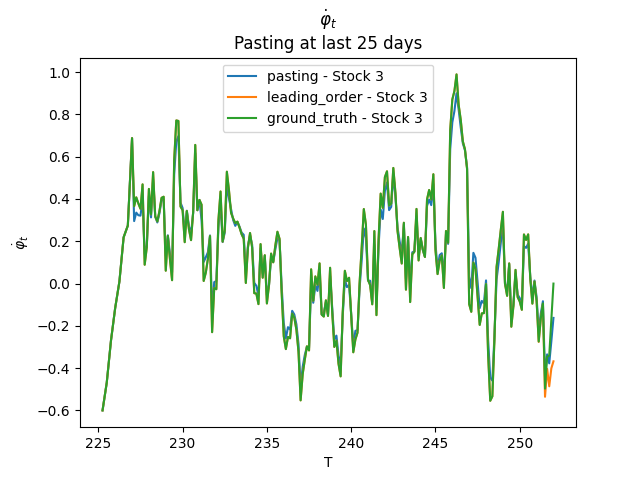 φ̇ₜ
Pasting at last 25 days
pasting - Stock 3
leading_order - Stock 3
ground_truth - Stock 3
1.0
0.8
0.6
0.4
0.2
0.0
−0.2
−0.4
−0.6
φ̇ₜ
225
230
235
240
245
250
T